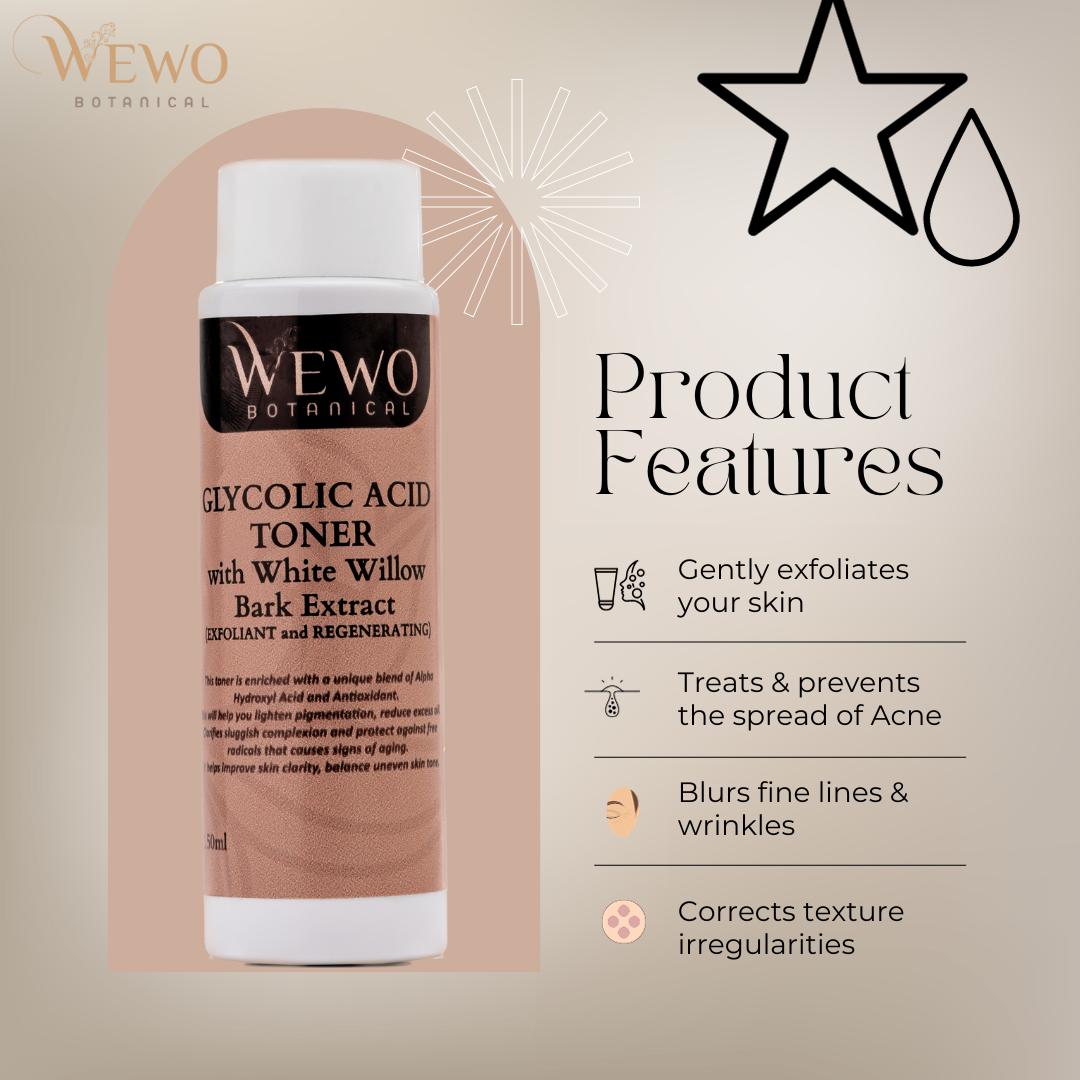 WEWO
BOTANICAL
WEWO
BOTANICAL
GLYCOLIC ACID
TONER
with White Willow
Bark Extract
(EXFOLIANT and REGENERATING)
This toner is enriched with a unique blend of Alpha
Hydroxyl Acid and Antioxidant.
will help you lighten pigmentation, reduce excess
sluggish complexion and protect against free
radicals that causes signs of aging.
helps improve skin clarity, balance uneven skin tone.
50ml
Product
Features
Gently exfoliates
your skin
Treats & prevents
the spread of Acne
Blurs fine lines &
wrinkles
Corrects texture
irregularities